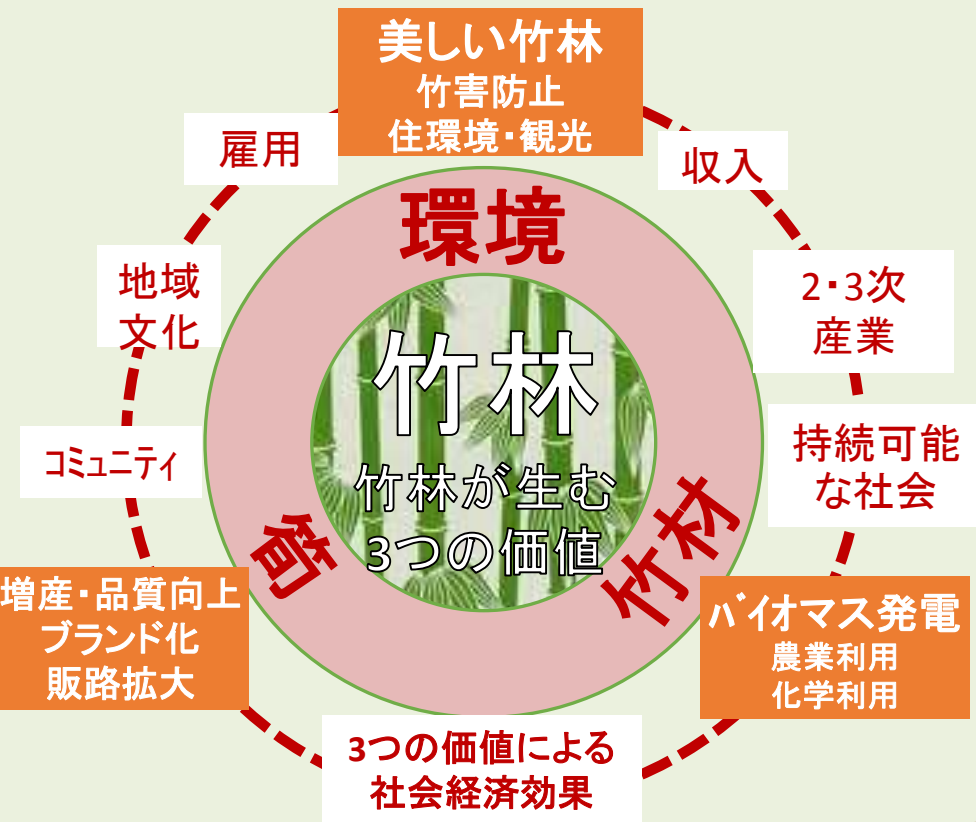 美しい竹林
竹害防止
住環境・観光
雇用
収入
環境
地域
文化
2・3次
産業
竹林
竹林が生む
3つの価値
コミュニティ
持続可能
な社会
筍
竹材
増産・品質向上
ブランド化
販路拡大
バイオマス発電
農業利用
化学利用
3つの価値による
社会経済効果